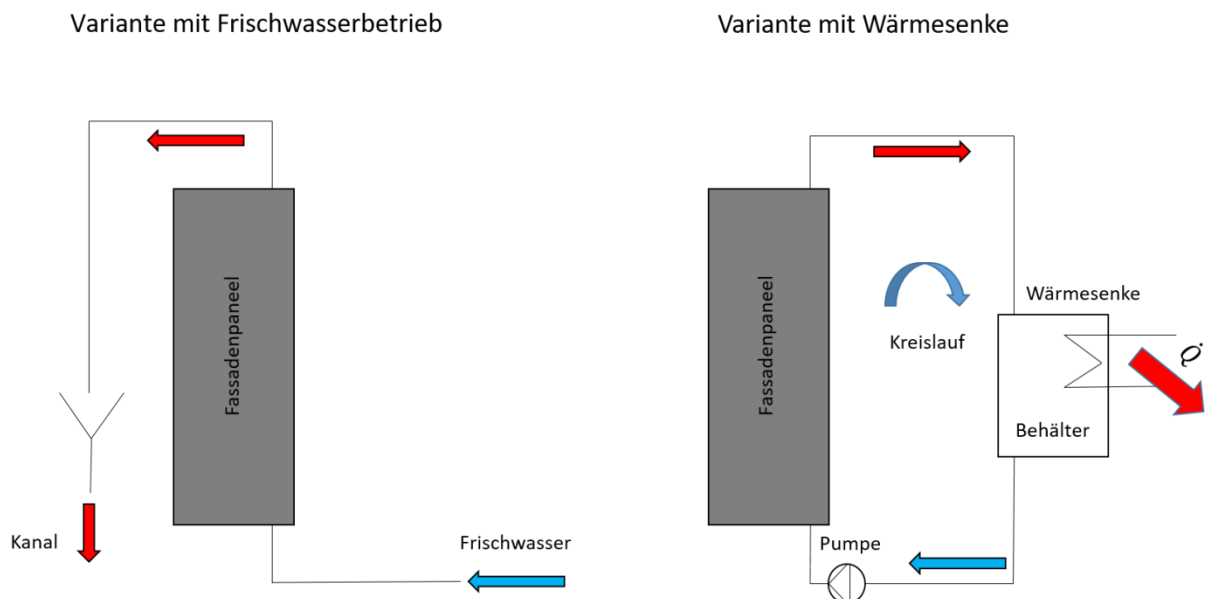 Variante mit Frischwasserbetrieb
Variante mit Wärmesenke
Fassadenpaneel
Kanal
Frischwasser
Fassadenpaneel
Kreislauf
Wärmesenke
Q̇
Behälter
Pumpe